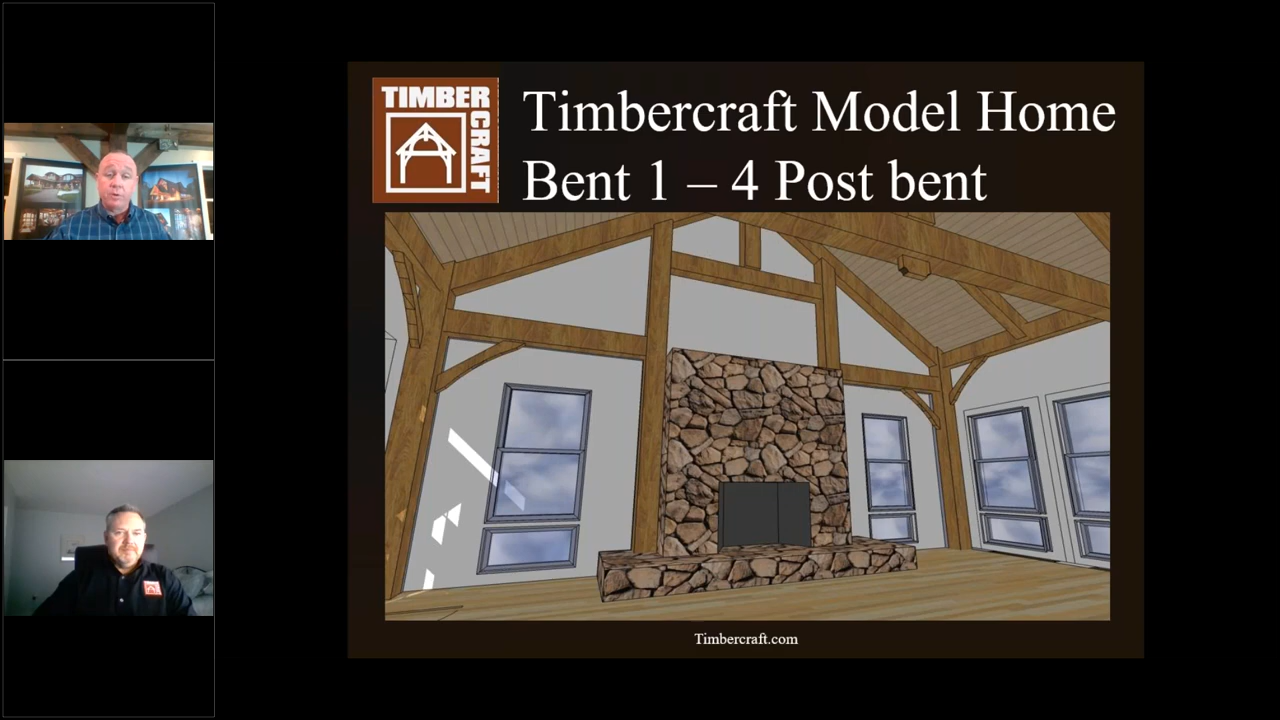 TIMBER
CRAFT
Timbercraft Model Home
Bent 1 – 4 Post bent
Timbercraft.com